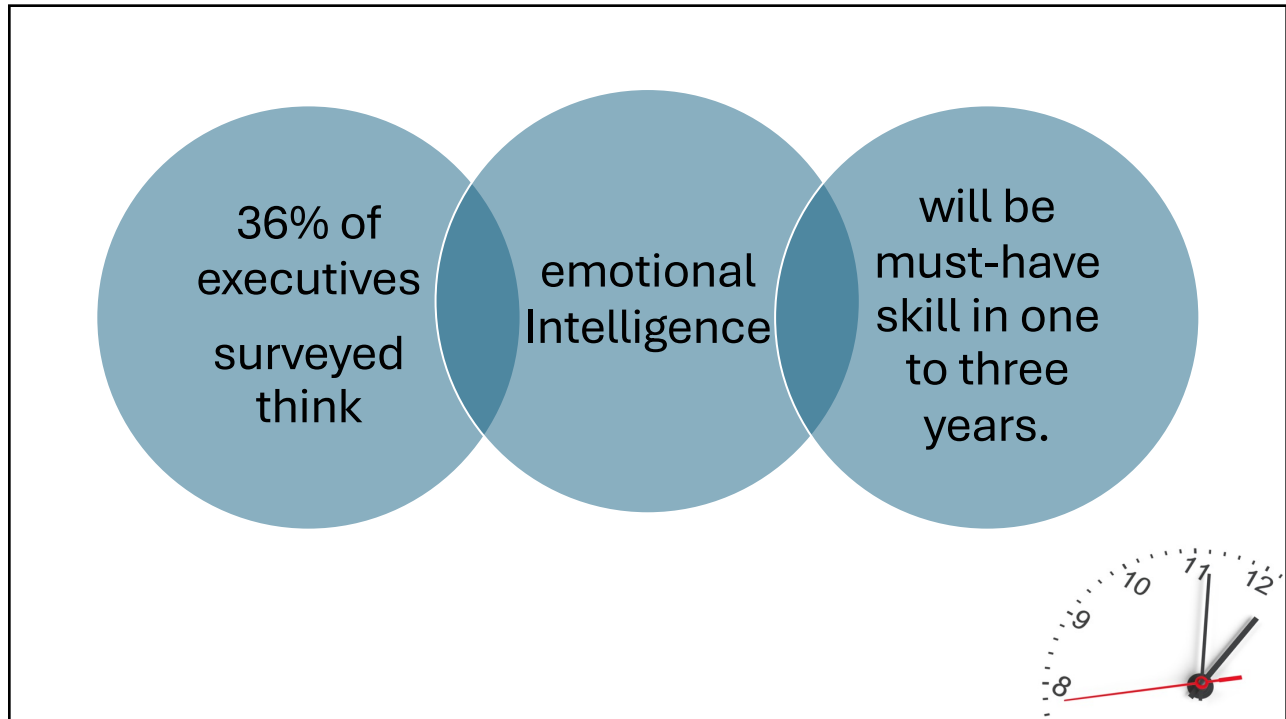 36% of
executives
surveyed
think
emotional
Intelligence
will be
must-have
skill in one
to three
years.
8
9
10
11
12